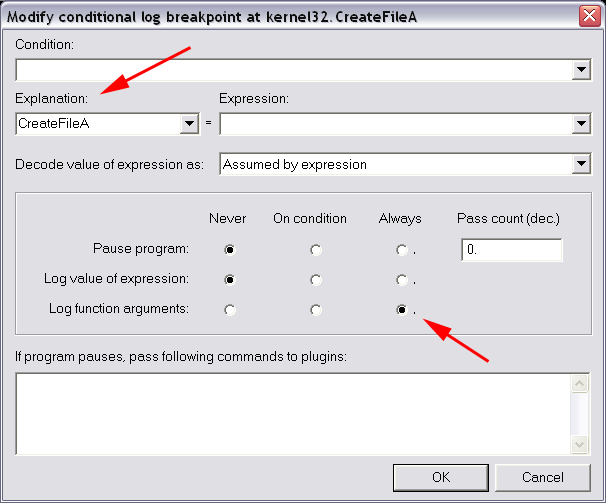 Modify conditional log breakpoint at kernel32.CreateFileA
Condition:
Explanation: Expression:
CreateFileA =
Decode value of expression as: Assumed by expression
Never On condition Always Pass count (dec.)
Pause program: . 0.
Log value of expression: .
Log function arguments: .
If program pauses, pass following commands to plugins:
OK Cancel